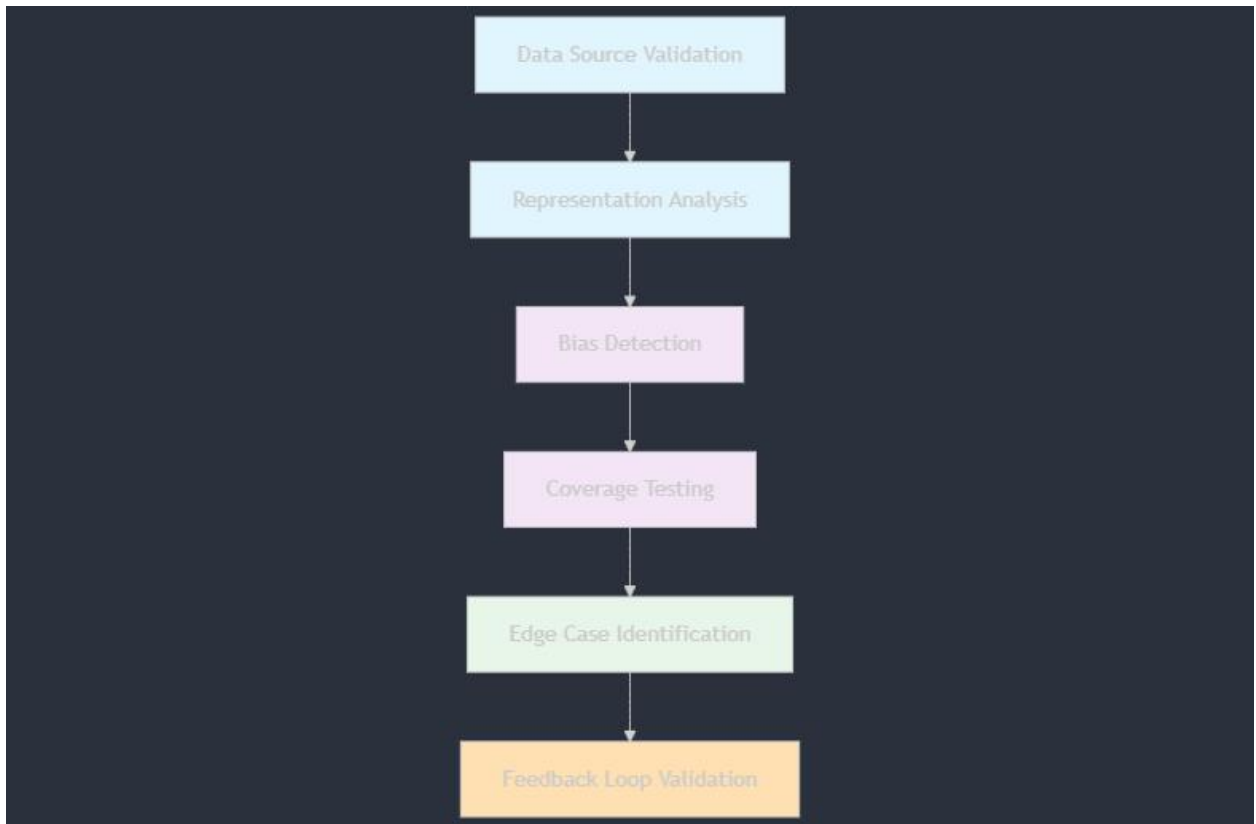 Data Source Validation
Representation Analysis
Bias Detection
Coverage Testing
Edge Case Identification
Feedback Loop Validation